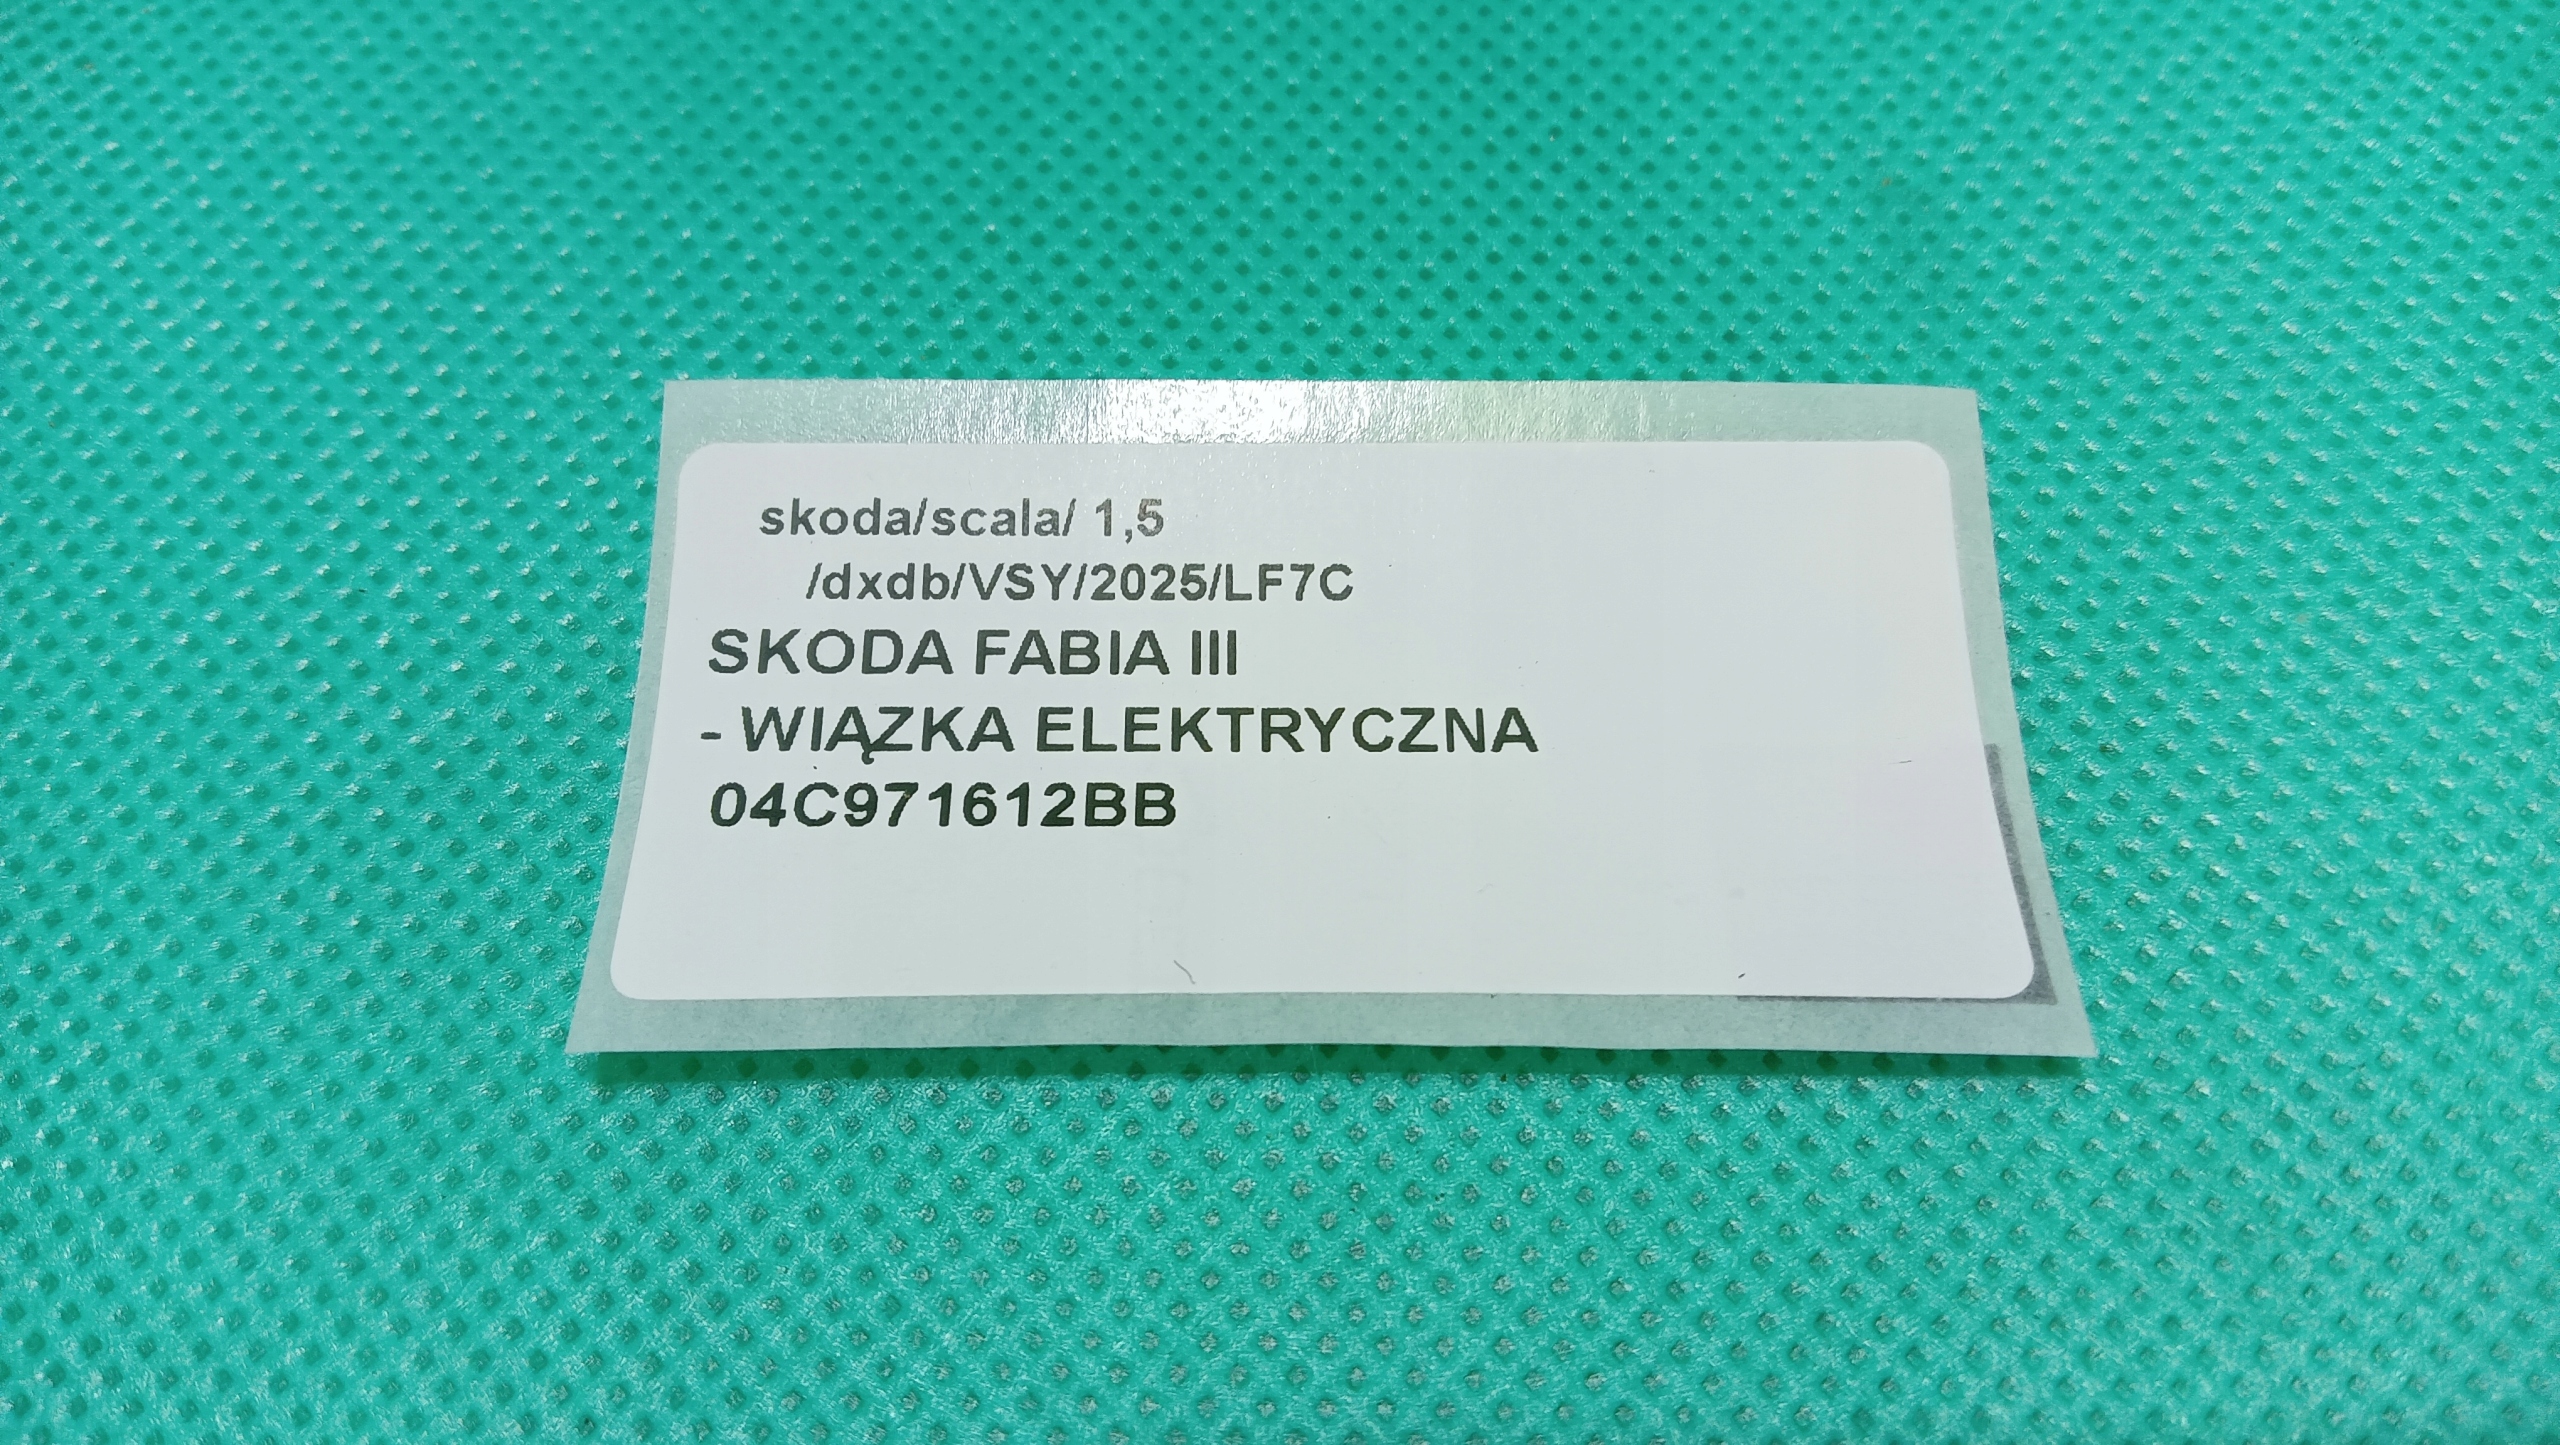 skoda/scala/ 1,5
/dxdb/VSY/2025/LF7C
SKODA FABIA III
- WIĄZKA ELEKTRYCZNA
04C971612BB